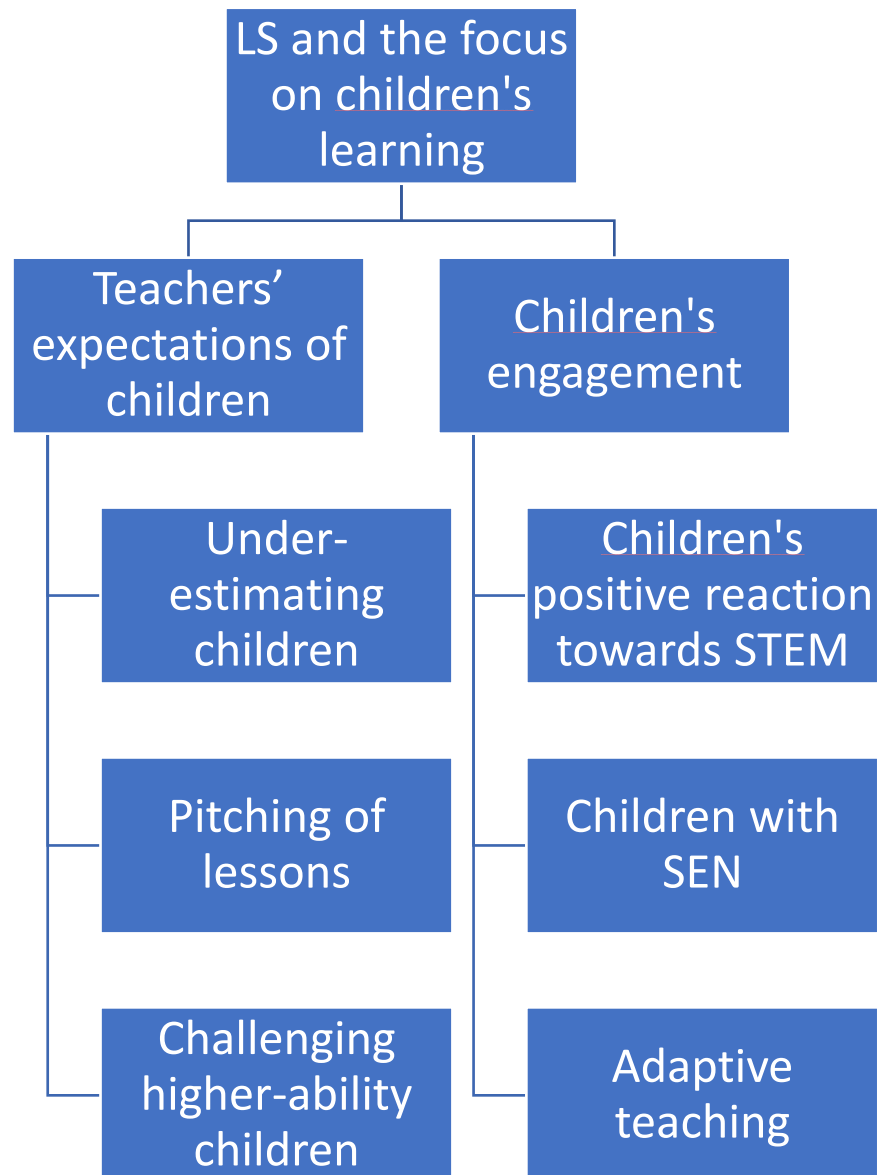 LS and the focus
on children's
learning
Teachers’
expectations of
children
Children's
engagement
Under-
estimating
children
Children's
positive reaction
towards STEM
Pitching of
lessons
Children with
SEN
Challenging
higher-ability
children
Adaptive
teaching